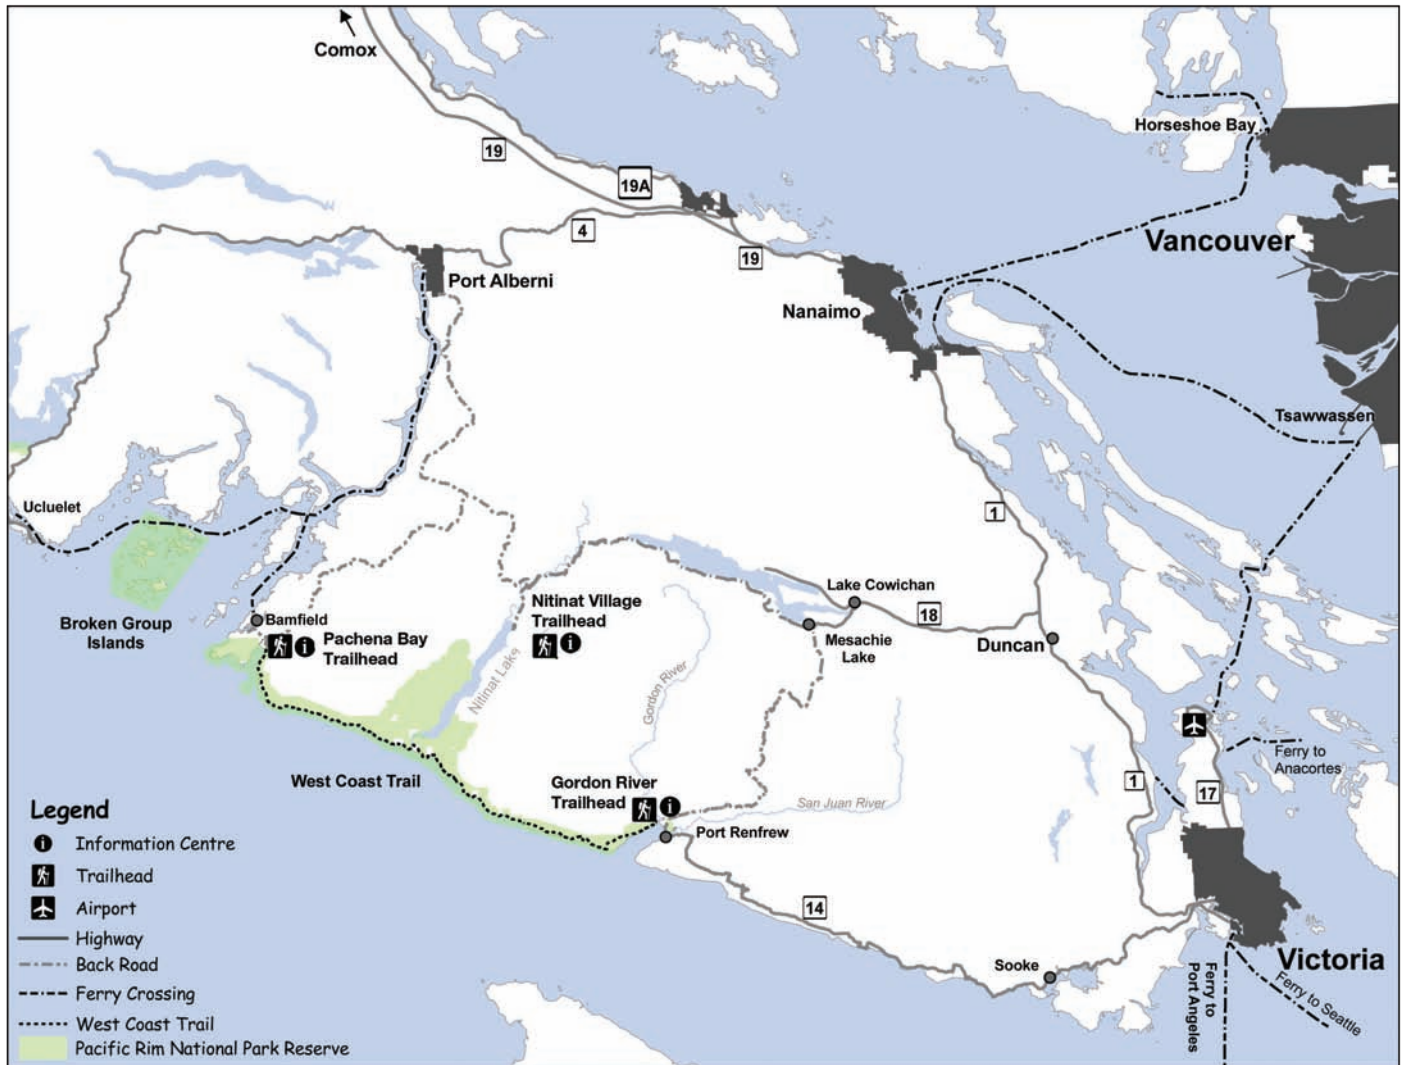 Comox
Horseshoe Bay
19
19A
4
Vancouver
19
Port Alberni
Nanaimo
Tsawwassen
Ucluelet
1
Lake Cowichan
Nitinat Village
Trailhead
18
Broken Group
Islands
Bamfield
Pachena Bay
Trailhead
Mesachie
Lake
Duncan
Nitinat Lake
Gordon River
Ferry to
Anacortes
West Coast Trail
Gordon River
Trailhead
1
17
San Juan River
Port Renfrew
14
Sooke
Victoria
Ferry to
Port Angeles
Ferry to Seattle
Legend
Information Centre
Trailhead
Airport
Highway
Back Road
Ferry Crossing
West Coast Trail
Pacific Rim National Park Reserve